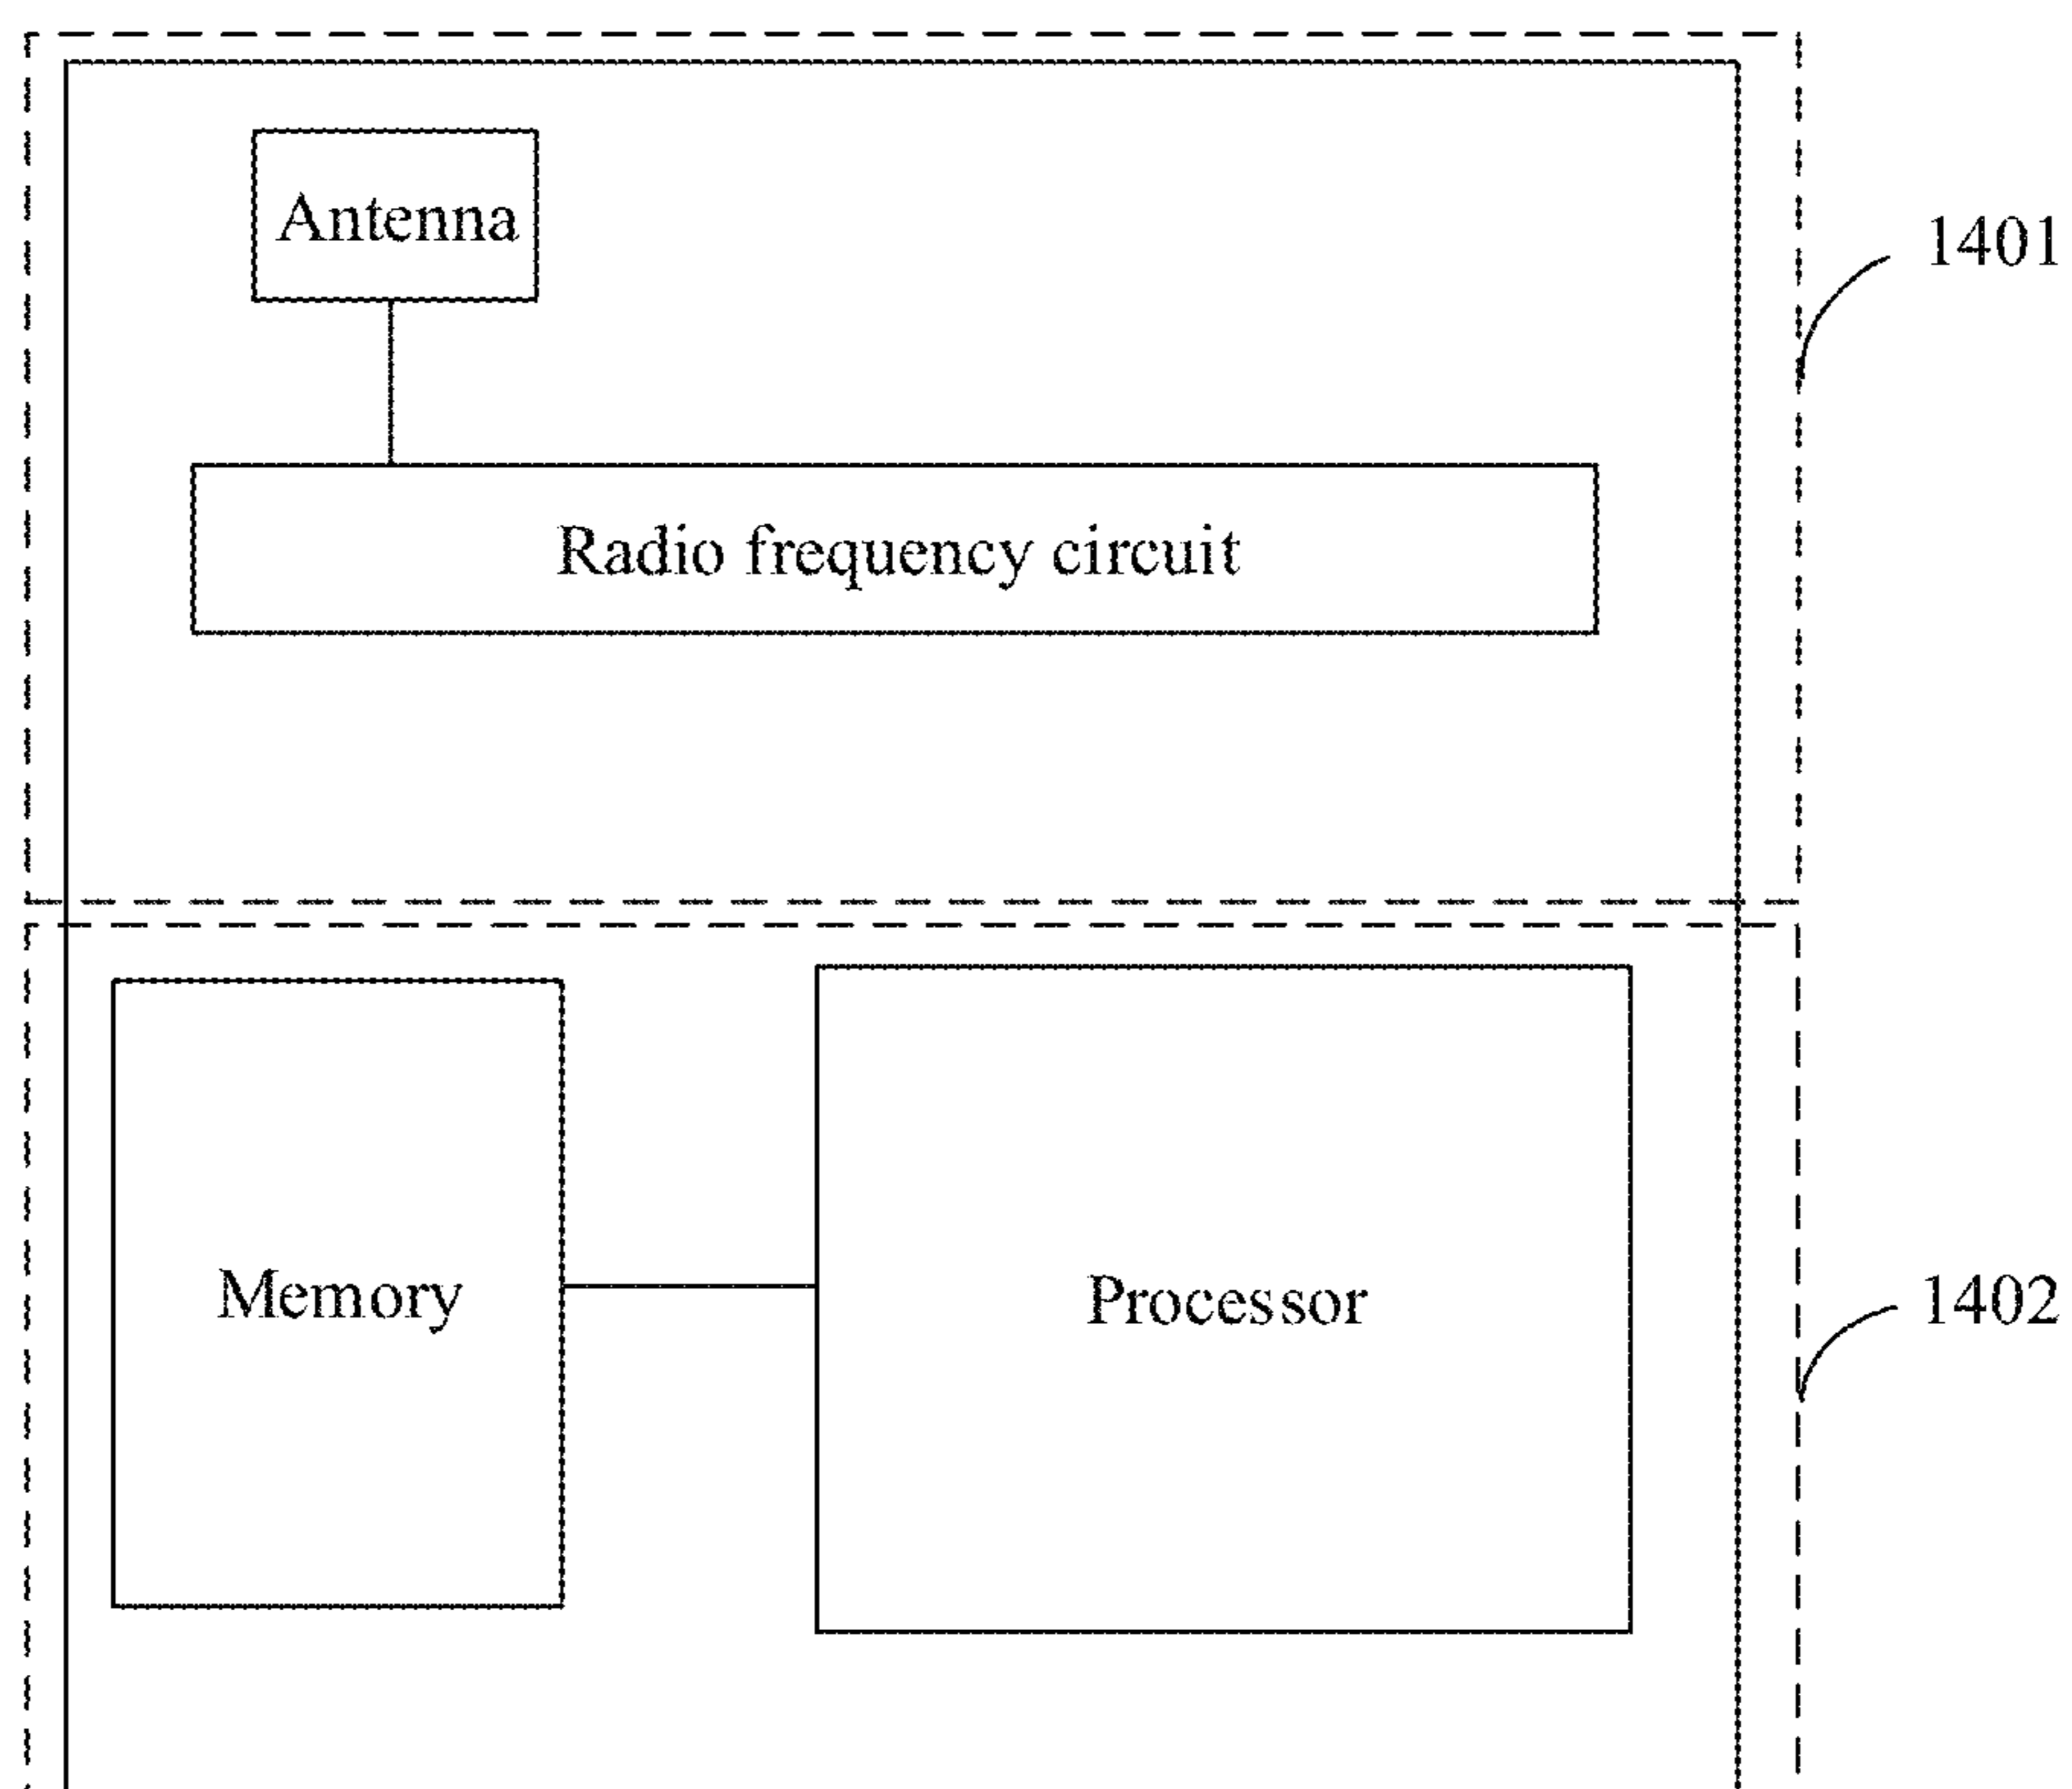 Antenna
1401
Radio frequency circuit
Memory
Processor
1402